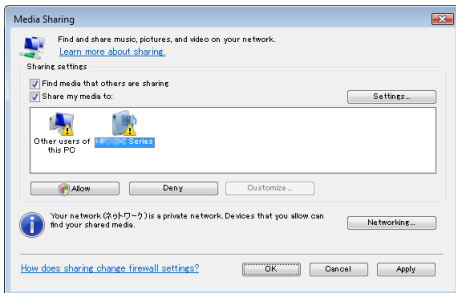 Media Sharing
Find and share music, pictures, and video on your network.
Learn more about sharing.
Sharing settings
Find media that others are sharing
Share my media to:
Settings...
Other users of this PC
Series
Allow
Deny
Customize...
Your network (ネットワーク) is a private network. Devices that you allow can
find your shared media.
Networking...
How does sharing change firewall settings?
OK
Cancel
Apply